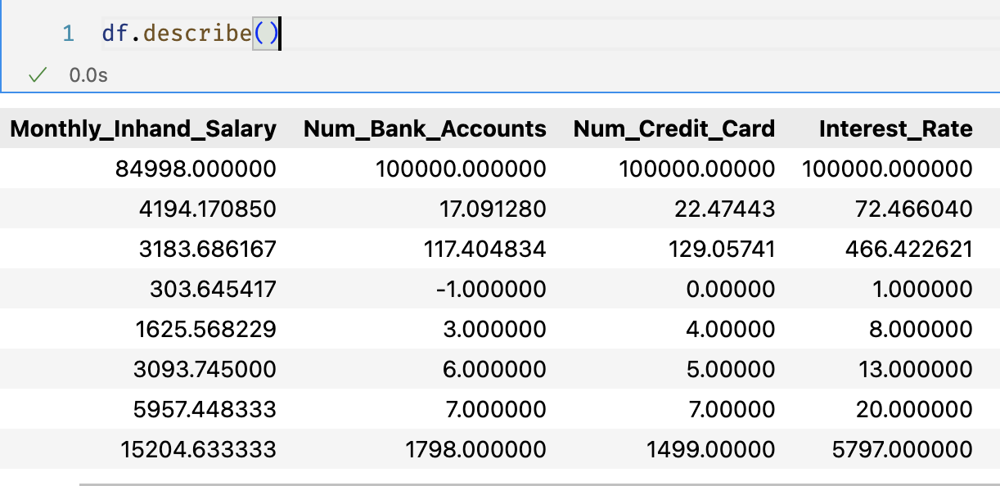 1 df.describe()
0.0s
Monthly_Inhand_Salary Num_Bank_Accounts Num_Credit_Card Interest_Rate
84998.000000 100000.000000 100000.00000 100000.000000
4194.170850 17.091280 22.47443 72.466040
3183.686167 117.404834 129.05741 466.422621
303.645417 -1.000000 0.00000 1.000000
1625.568229 3.000000 4.00000 8.000000
3093.745000 6.000000 5.00000 13.000000
5957.448333 7.000000 7.00000 20.000000
15204.633333 1798.000000 1499.00000 5797.000000